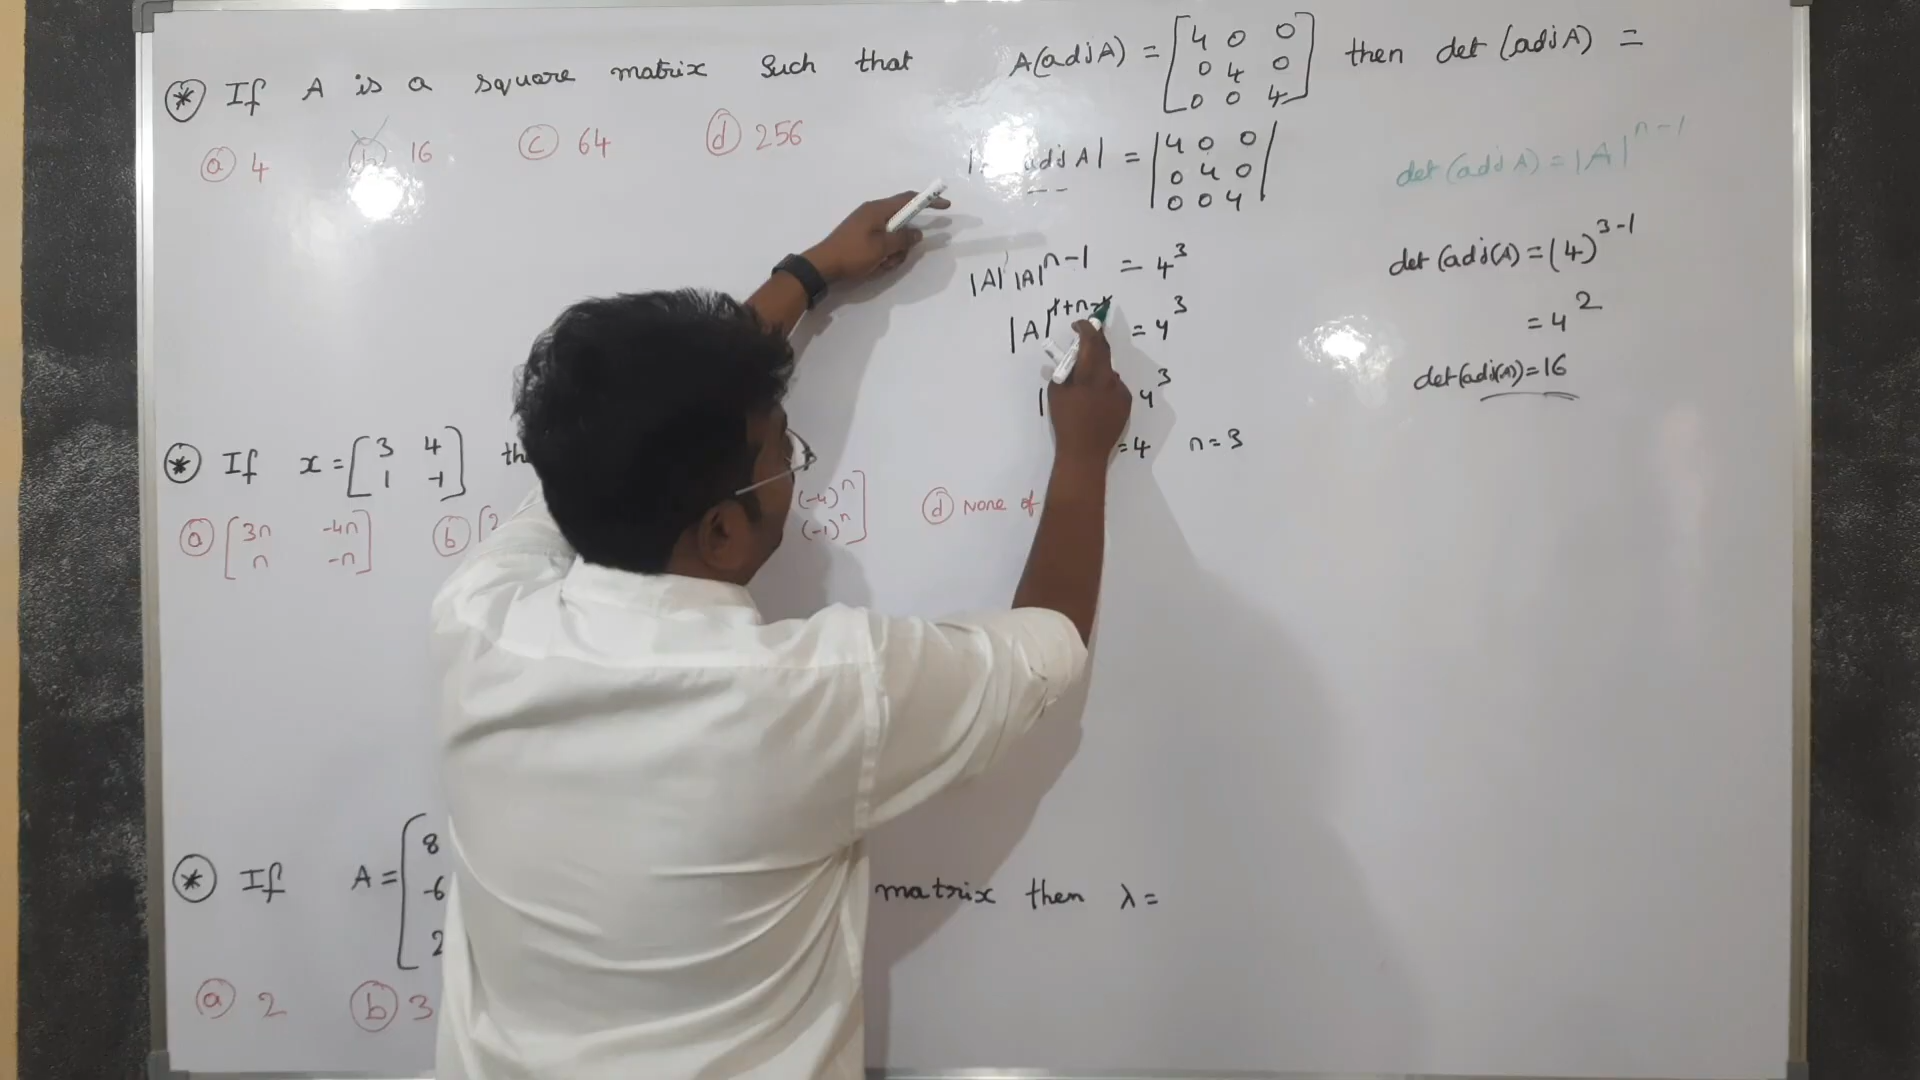 * If A is a square matrix Such that A(adjA) = [4 0 0 0 4 0 0 0 4] then det (adjA) =
a 4 b 16 c 64 d 256
adj A| = |4 0 0 0 4 0 0 0 4|
det (adj A) = |A|^n-1
|A| |A|^n-1 = 4^3
det (adj(A) = (4)^3-1
|A|^1+n-1 = 4^3
= 4^2
4^3
det(adj(A)) = 16
= 4 n = 3
* If x = [3 4 1 -1]
a [3n -4n n -n] b [2 (-4)^n (-1)^n] d None of
* If A = [8 -6 2 matrix then λ =
a 2 b 3